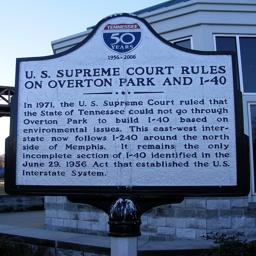 TENNESSEE
50
YEARS
1956-2006
U. S. SUPREME COURT RULES
ON OVERTON PARK AND I-40
In 1971, the U. S. Supreme Court ruled that
the State of Tennessee could not go through
Overton Park to build I-40 based on
environmental issues. This east-west Inter-
state now follows I-240 around the north
side of Memphis. It remains the only
incomplete section of I-40 identified in the
June 29, 1956 Act that established the U.S.
Interstate System.